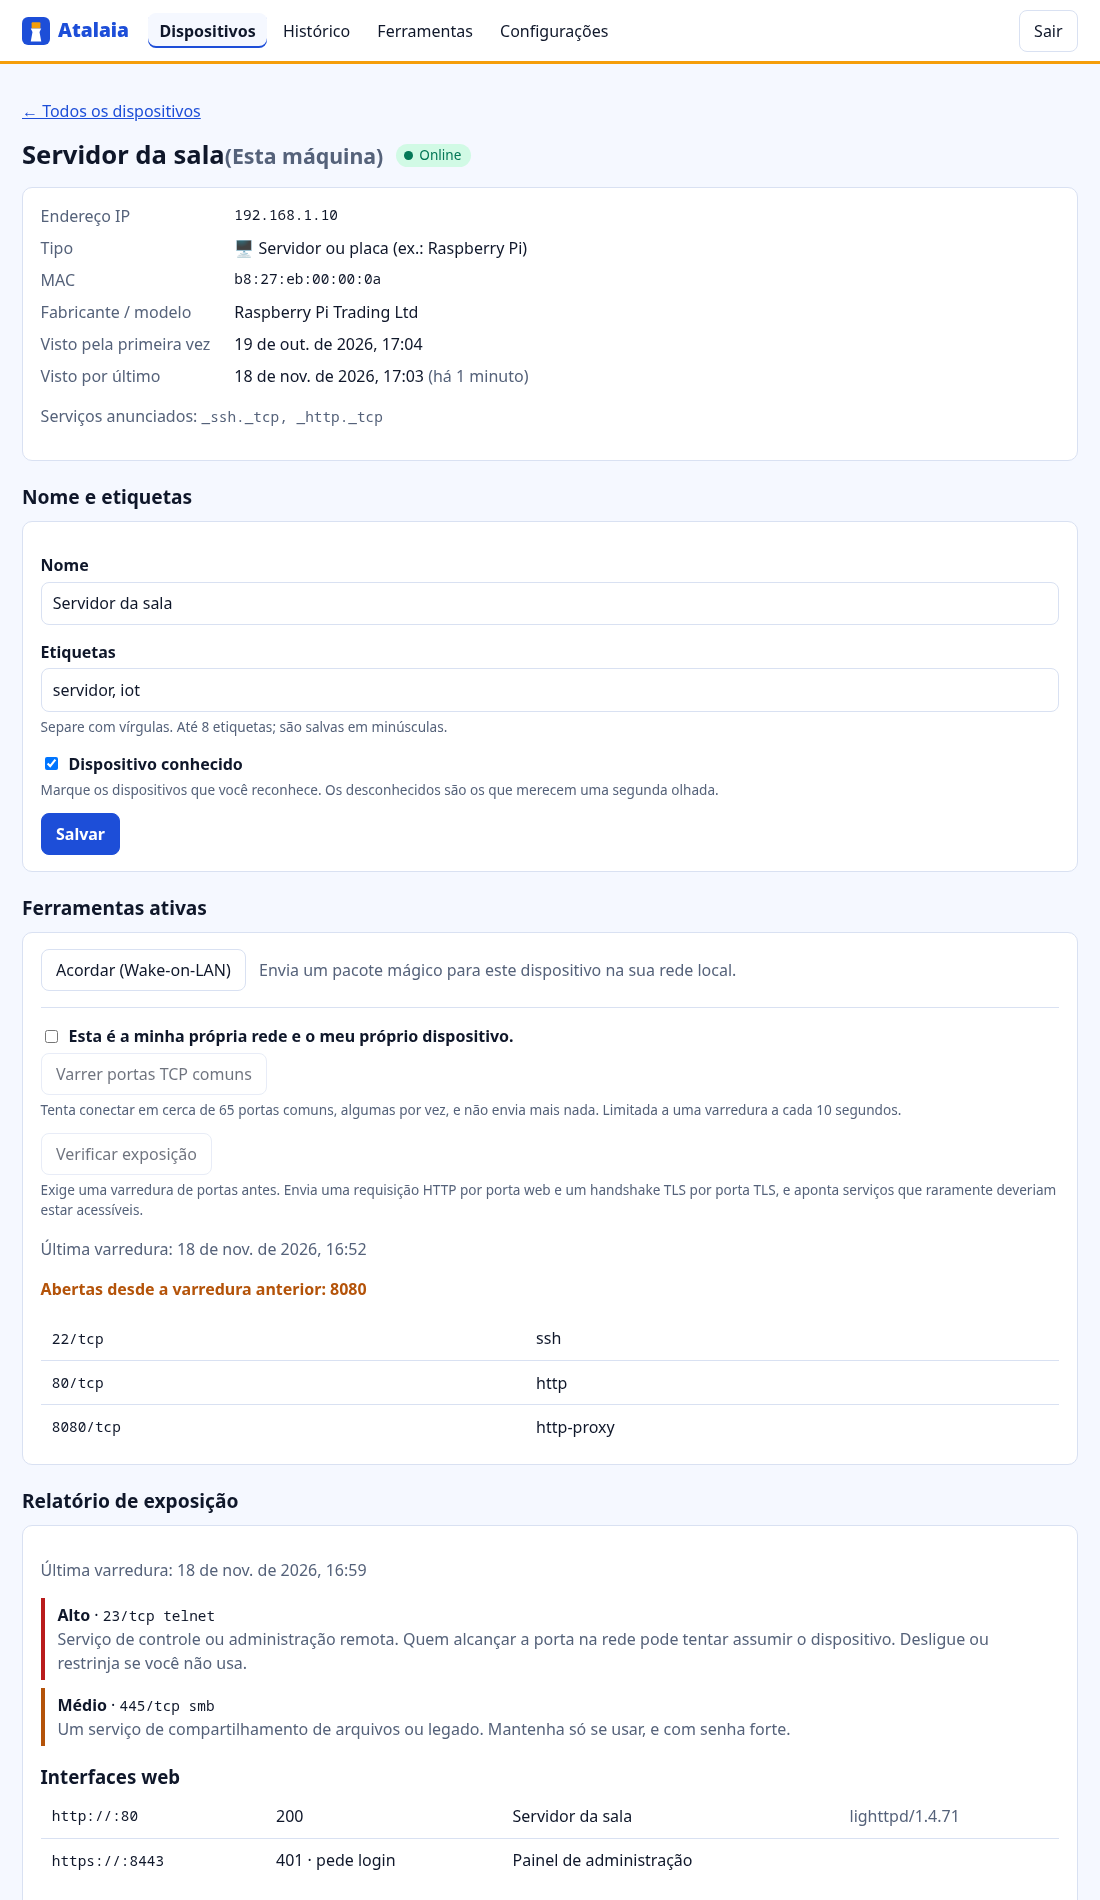 Atalaia
Dispositivos
Histórico
Ferramentas
Configurações
Sair
← Todos os dispositivos
Servidor da sala(Esta máquina)
Online
Endereço IP 192.168.1.10
Tipo 🖥️ Servidor ou placa (ex.: Raspberry Pi)
MAC b8:27:eb:00:00:0a
Fabricante / modelo Raspberry Pi Trading Ltd
Visto pela primeira vez 19 de out. de 2026, 17:04
Visto por último 18 de nov. de 2026, 17:03 (há 1 minuto)
Serviços anunciados: _ssh._tcp, _http._tcp
Nome e etiquetas
Nome
Servidor da sala
Etiquetas
servidor, iot
Separe com vírgulas. Até 8 etiquetas; são salvas em minúsculas.
Dispositivo conhecido
Marque os dispositivos que você reconhece. Os desconhecidos são os que merecem uma segunda olhada.
Salvar
Ferramentas ativas
Acordar (Wake-on-LAN) Envia um pacote mágico para este dispositivo na sua rede local.
Esta é a minha própria rede e o meu próprio dispositivo.
Varrer portas TCP comuns
Tenta conectar em cerca de 65 portas comuns, algumas por vez, e não envia mais nada. Limitada a uma varredura a cada 10 segundos.
Verificar exposição
Exige uma varredura de portas antes. Envia uma requisição HTTP por porta web e um handshake TLS por porta TLS, e aponta serviços que raramente deveriam
estar acessíveis.
Última varredura: 18 de nov. de 2026, 16:52
Abertas desde a varredura anterior: 8080
22/tcp ssh
80/tcp http
8080/tcp http-proxy
Relatório de exposição
Última varredura: 18 de nov. de 2026, 16:59
Alto · 23/tcp telnet
Serviço de controle ou administração remota. Quem alcançar a porta na rede pode tentar assumir o dispositivo. Desligue ou
restrinja se você não usa.
Médio · 445/tcp smb
Um serviço de compartilhamento de arquivos ou legado. Mantenha só se usar, e com senha forte.
Interfaces web
http://:80 200 Servidor da sala lighttpd/1.4.71
https://:8443 401 · pede login Painel de administração